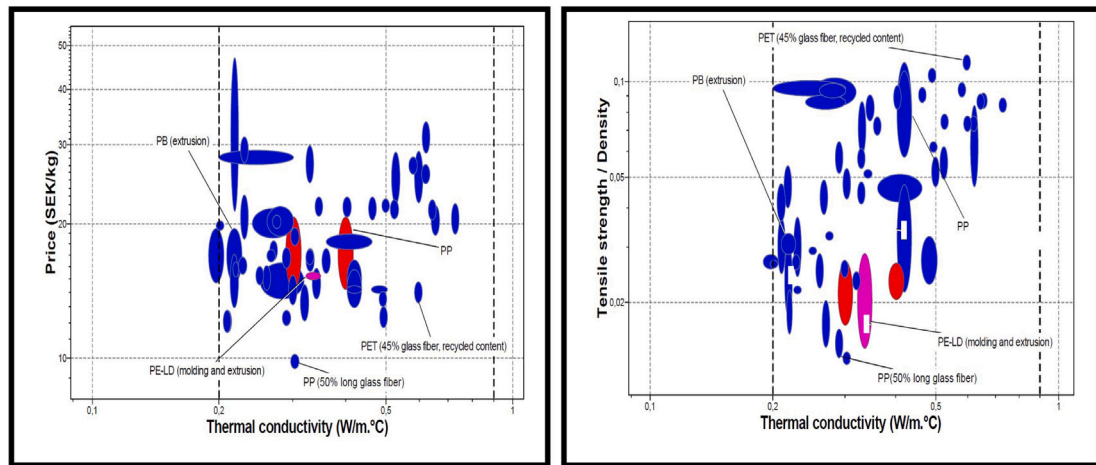 Price (SEK/kg)
50
40
30
20
10
PB (extrusion)
PP
PET (45% glass fiber, recycled content)
PE-LD (molding and extrusion)
PP (50% long glass fiber)
0,1
0,2
0,5
1
Thermal conductivity (W/m.°C)
Tensile strength / Density
0,1
0,05
0,02
PET (45% glass fiber, recycled content)
PB (extrusion)
PP
PE-LD (molding and extrusion)
PP(50% long glass fiber)
0,1
0,2
0,5
1
Thermal conductivity (W/m.°C)